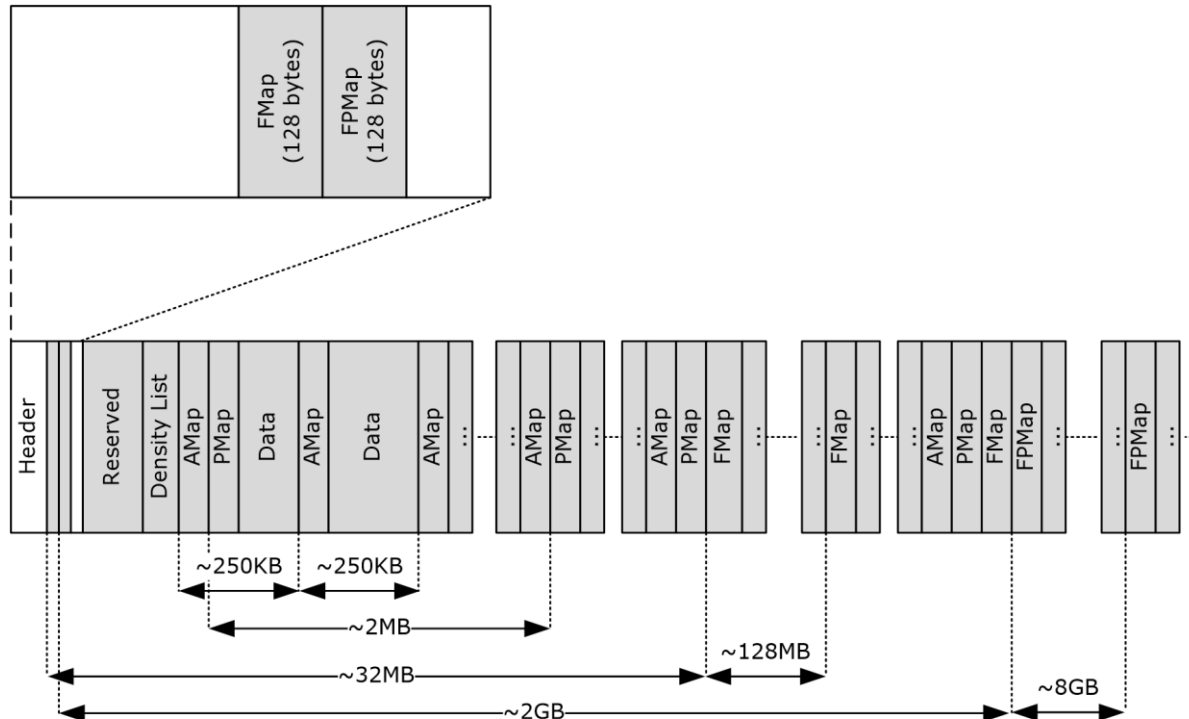 FMap
(128 bytes)
FPMap
(128 bytes)
Header
Reserved
Density List
AMap
PMap
Data
AMap
Data
AMap
...
...
AMap
PMap
...
...
AMap
PMap
FMap
...
...
FMap
...
...
AMap
PMap
FMap
FPMap
...
...
FPMap
...
~250KB
~250KB
~2MB
~128MB
~32MB
~8GB
~2GB